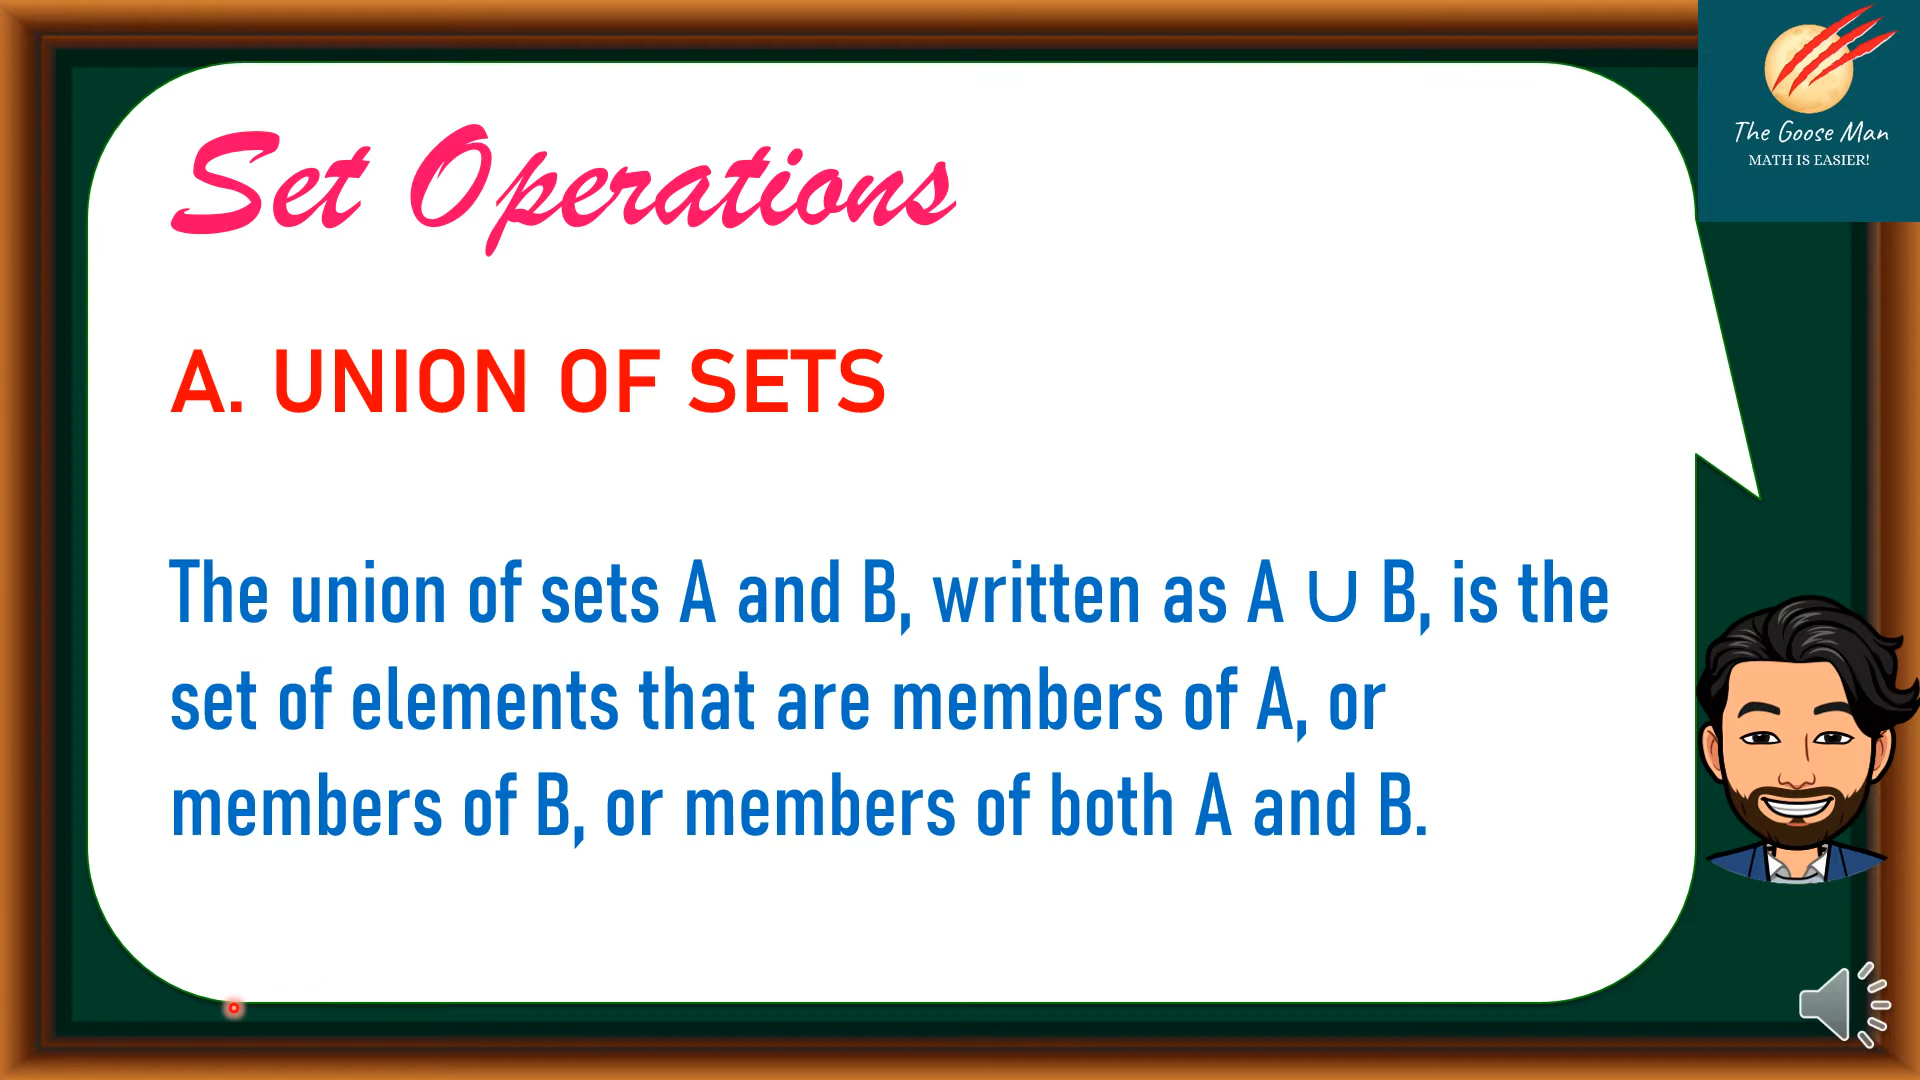 Set Operations
The Goose Man
MATH IS EASIER!
A. UNION OF SETS
The union of sets A and B, written as A ∪ B, is the
set of elements that are members of A, or
members of B, or members of both A and B.